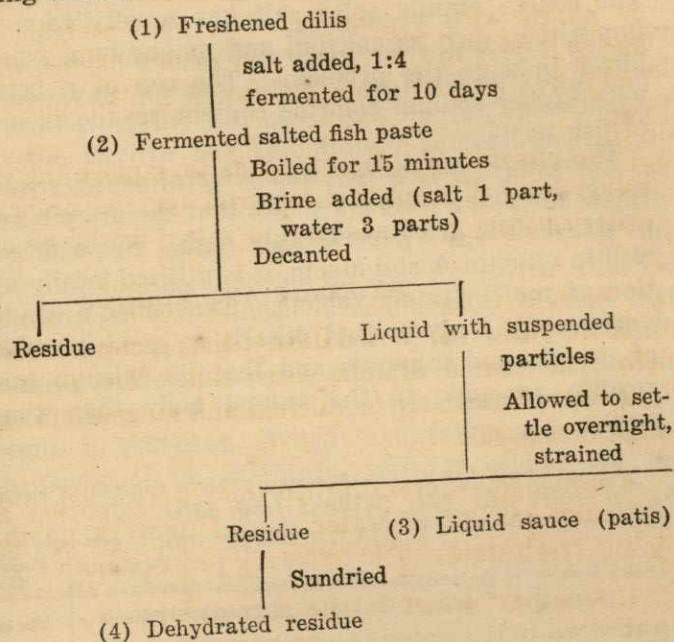 (1) Freshened dilis
salt added, 1:4
fermented for 10 days
(2) Fermented salted fish paste
Boiled for 15 minutes
Brine added (salt 1 part,
water 3 parts)
Decanted
Residue
Liquid with suspended
particles
Allowed to set-
tle overnight,
strained
Residue
(3) Liquid sauce (patis)
Sundried
(4) Dehydrated residue